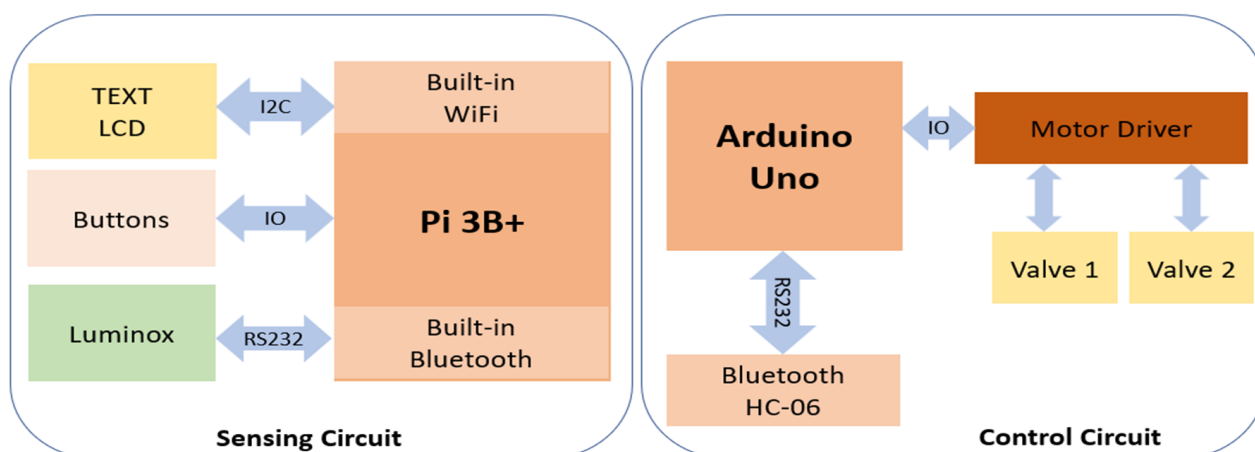 TEXT
LCD
I2C
Built-in
WiFi
Buttons
IO
Pi 3B+
Luminox
RS232
Built-in
Bluetooth
Sensing Circuit
Arduino
Uno
IO
Motor Driver
RS232
Valve 1
Valve 2
Bluetooth
HC-06
Control Circuit